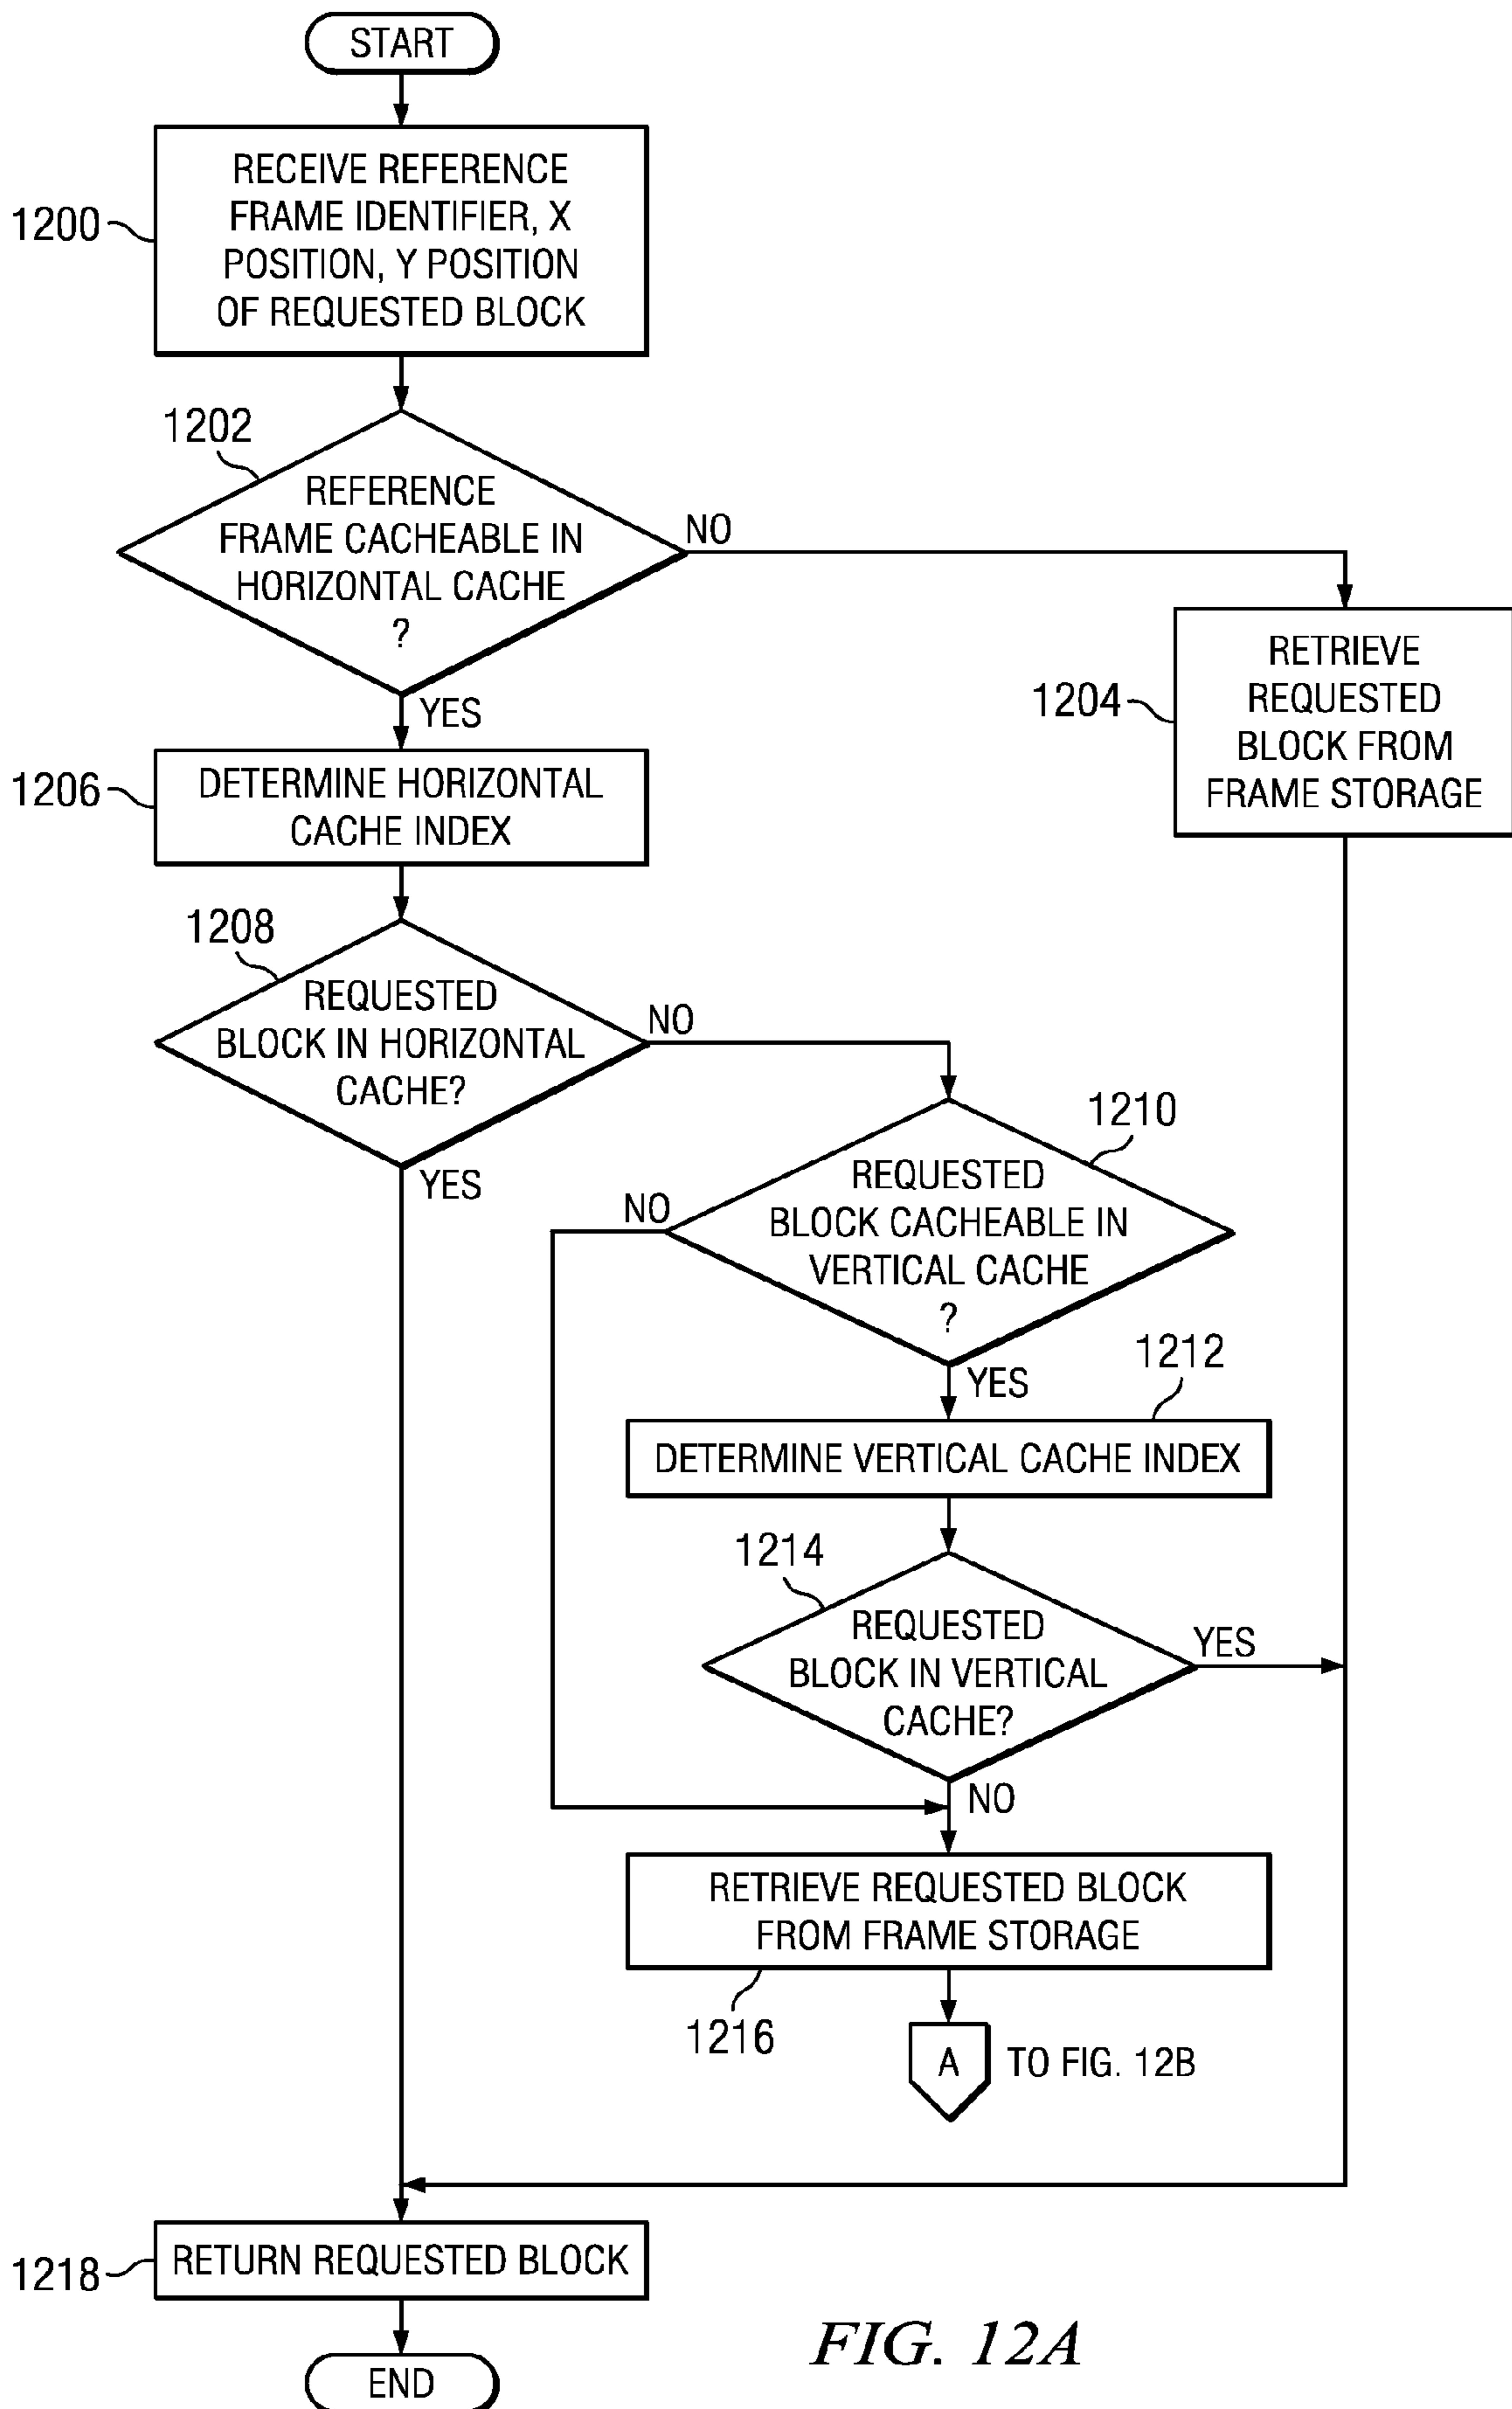 START
RECEIVE REFERENCE
FRAME IDENTIFIER, X
POSITION, Y POSITION
OF REQUESTED BLOCK
1200
1202
REFERENCE
FRAME CACHEABLE IN
HORIZONTAL CACHE
?
NO
YES
RETRIEVE
REQUESTED
BLOCK FROM
FRAME STORAGE
1204
1206
DETERMINE HORIZONTAL
CACHE INDEX
1208
REQUESTED
BLOCK IN HORIZONTAL
CACHE?
NO
YES
1210
REQUESTED
BLOCK CACHEABLE IN
VERTICAL CACHE
?
NO
YES
1212
DETERMINE VERTICAL CACHE INDEX
1214
REQUESTED
BLOCK IN VERTICAL
CACHE?
YES
NO
RETRIEVE REQUESTED BLOCK
FROM FRAME STORAGE
1216
A
TO FIG. 12B
1218
RETURN REQUESTED BLOCK
END
FIG. 12A